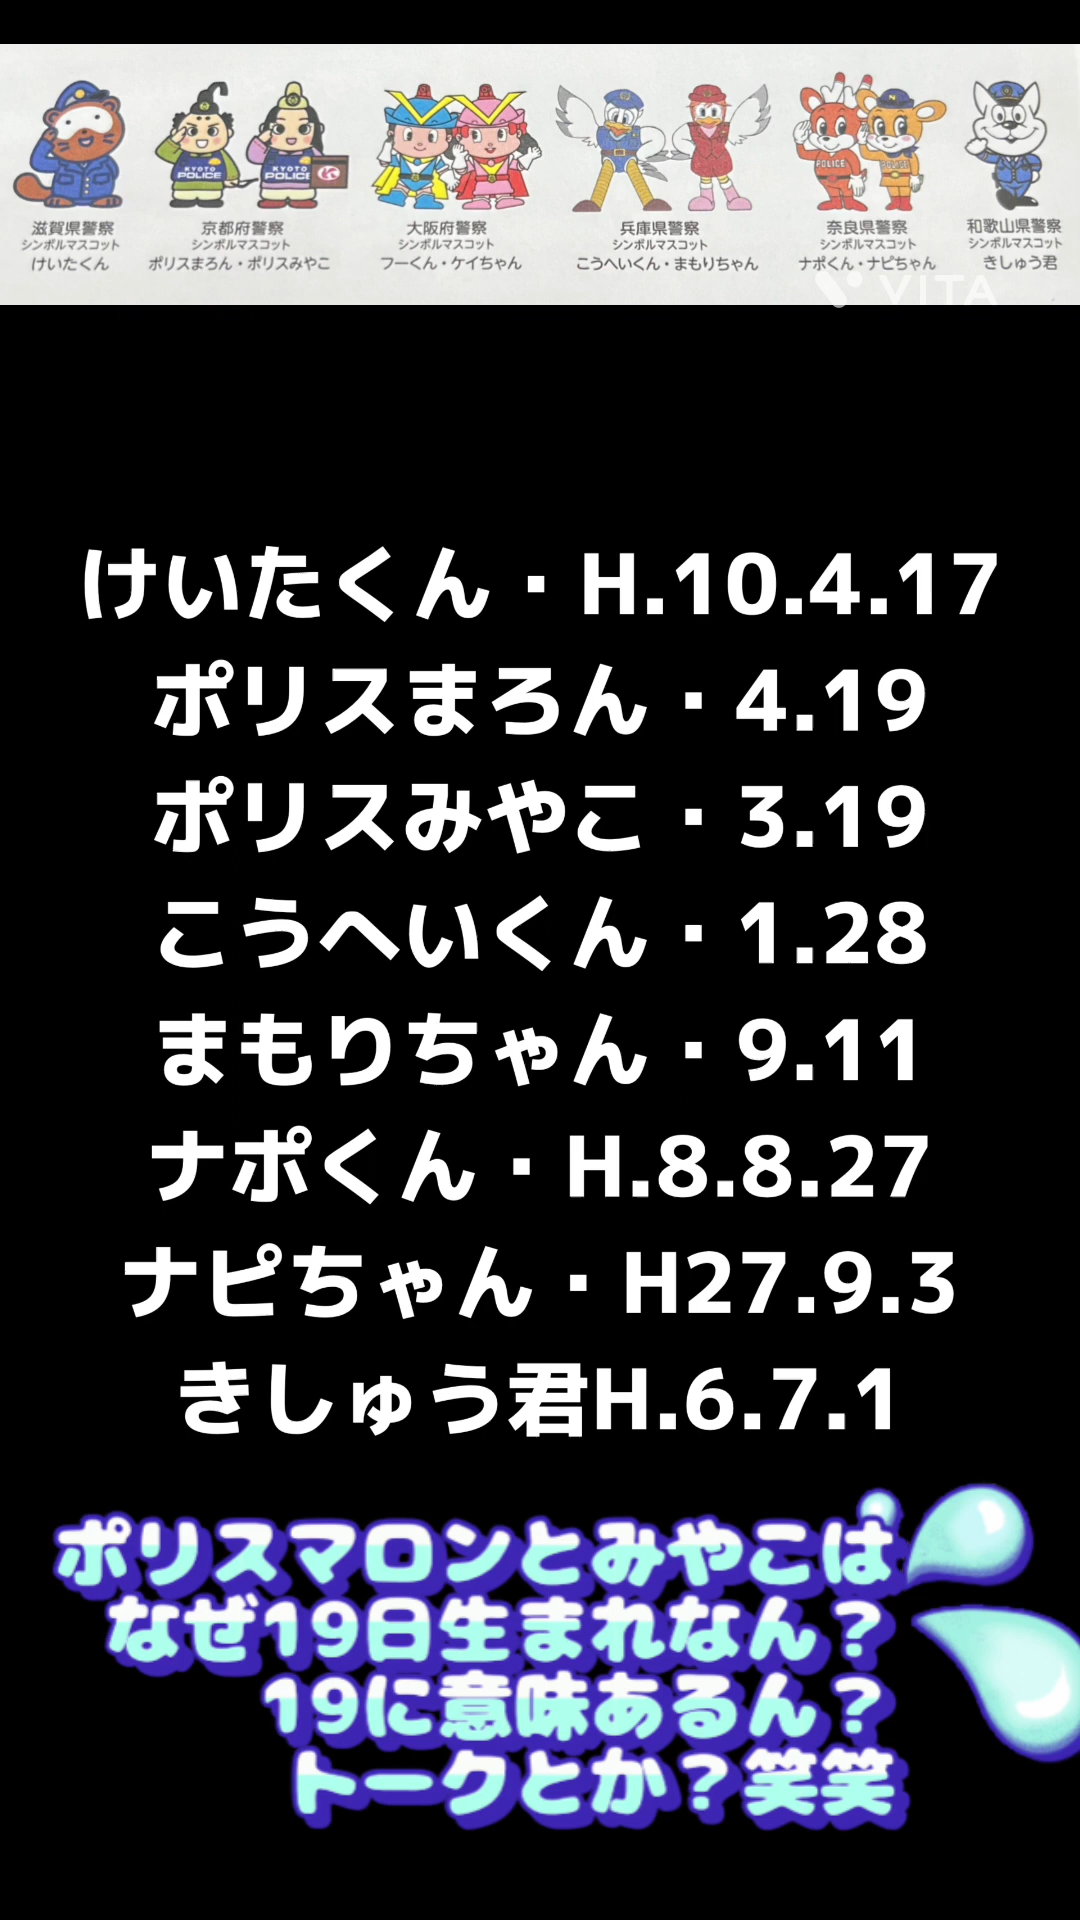 滋賀県警察
シンボルマスコット
けいたくん
京都府警察
シンボルマスコット
ポリスまろん・ポリスみやこ
大阪府警察
シンボルマスコット
フーくん・ケイちゃん
兵庫県警察
シンボルマスコット
こうへいくん・まもりちゃん
奈良県警察
シンボルマスコット
ナポくん・ナピちゃん
和歌山県警察
シンボルマスコット
きしゅう君
KYOTO
POLICE
KYOTO
POLICE
POLICE
POLICE
VITA
けいたくん・H.10.4.17
ポリスまろん・4.19
ポリスみやこ・3.19
こうへいくん・1.28
まもりちゃん・9.11
ナポくん・H.8.8.27
ナピちゃん・H27.9.3
きしゅう君H.6.7.1
ポリスマロンとみやこは
なぜ19日生まれなん？
19に意味あるん？
トークとか？笑笑